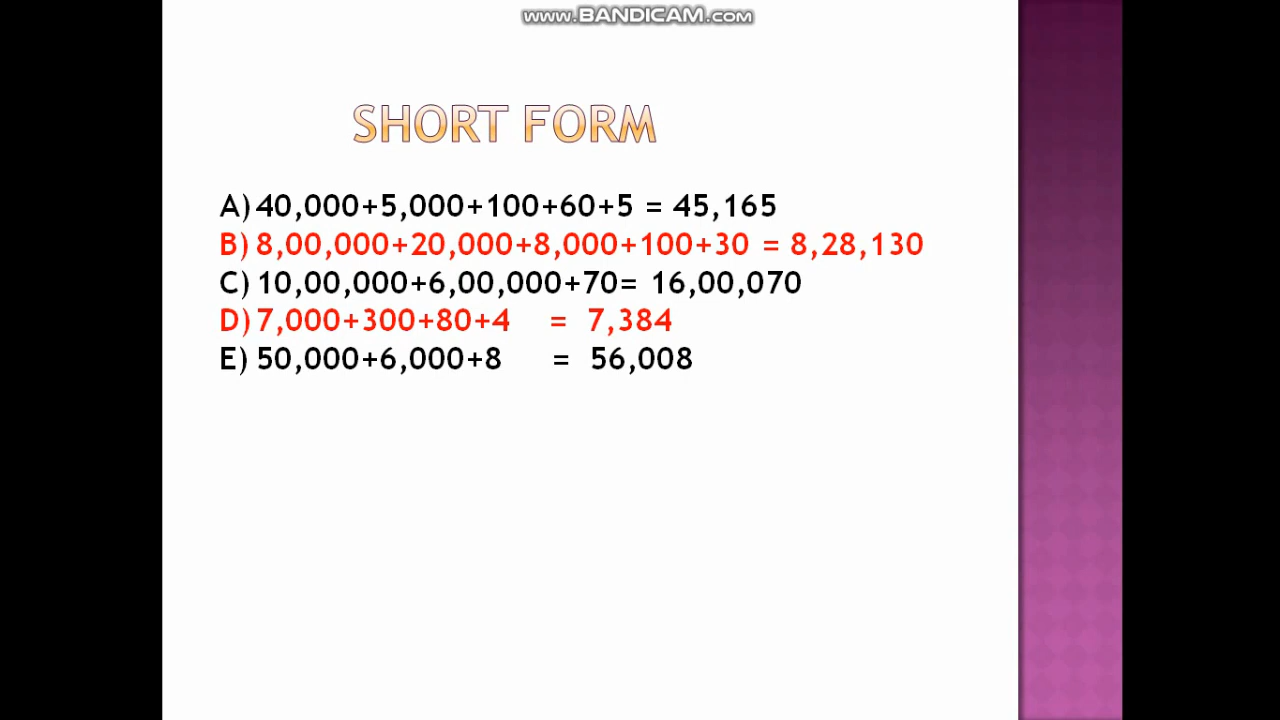 www.BANDICAM.com
SHORT FORM
A) 40,000+5,000+100+60+5 = 45,165
B) 8,00,000+20,000+8,000+100+30 = 8,28,130
C) 10,00,000+6,00,000+70= 16,00,070
D) 7,000+300+80+4 = 7,384
E) 50,000+6,000+8 = 56,008